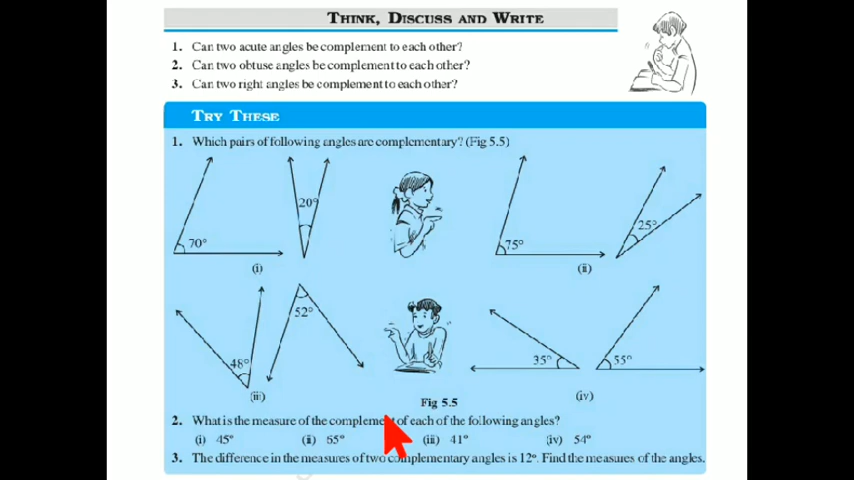 THINK, DISCUSS AND WRITE
1. Can two acute angles be complement to each other?
2. Can two obtuse angles be complement to each other?
3. Can two right angles be complement to each other?
TRY THESE
1. Which pairs of following angles are complementary? (Fig 5.5)
70° 20° 75° 25°
(i) (ii)
48° 52° 35° 55°
(iii) (iv)
Fig 5.5
2. What is the measure of the complement of each of the following angles?
(i) 45° (ii) 65° (iii) 41° (iv) 54°
3. The difference in the measures of two complementary angles is 12°. Find the measures of the angles.